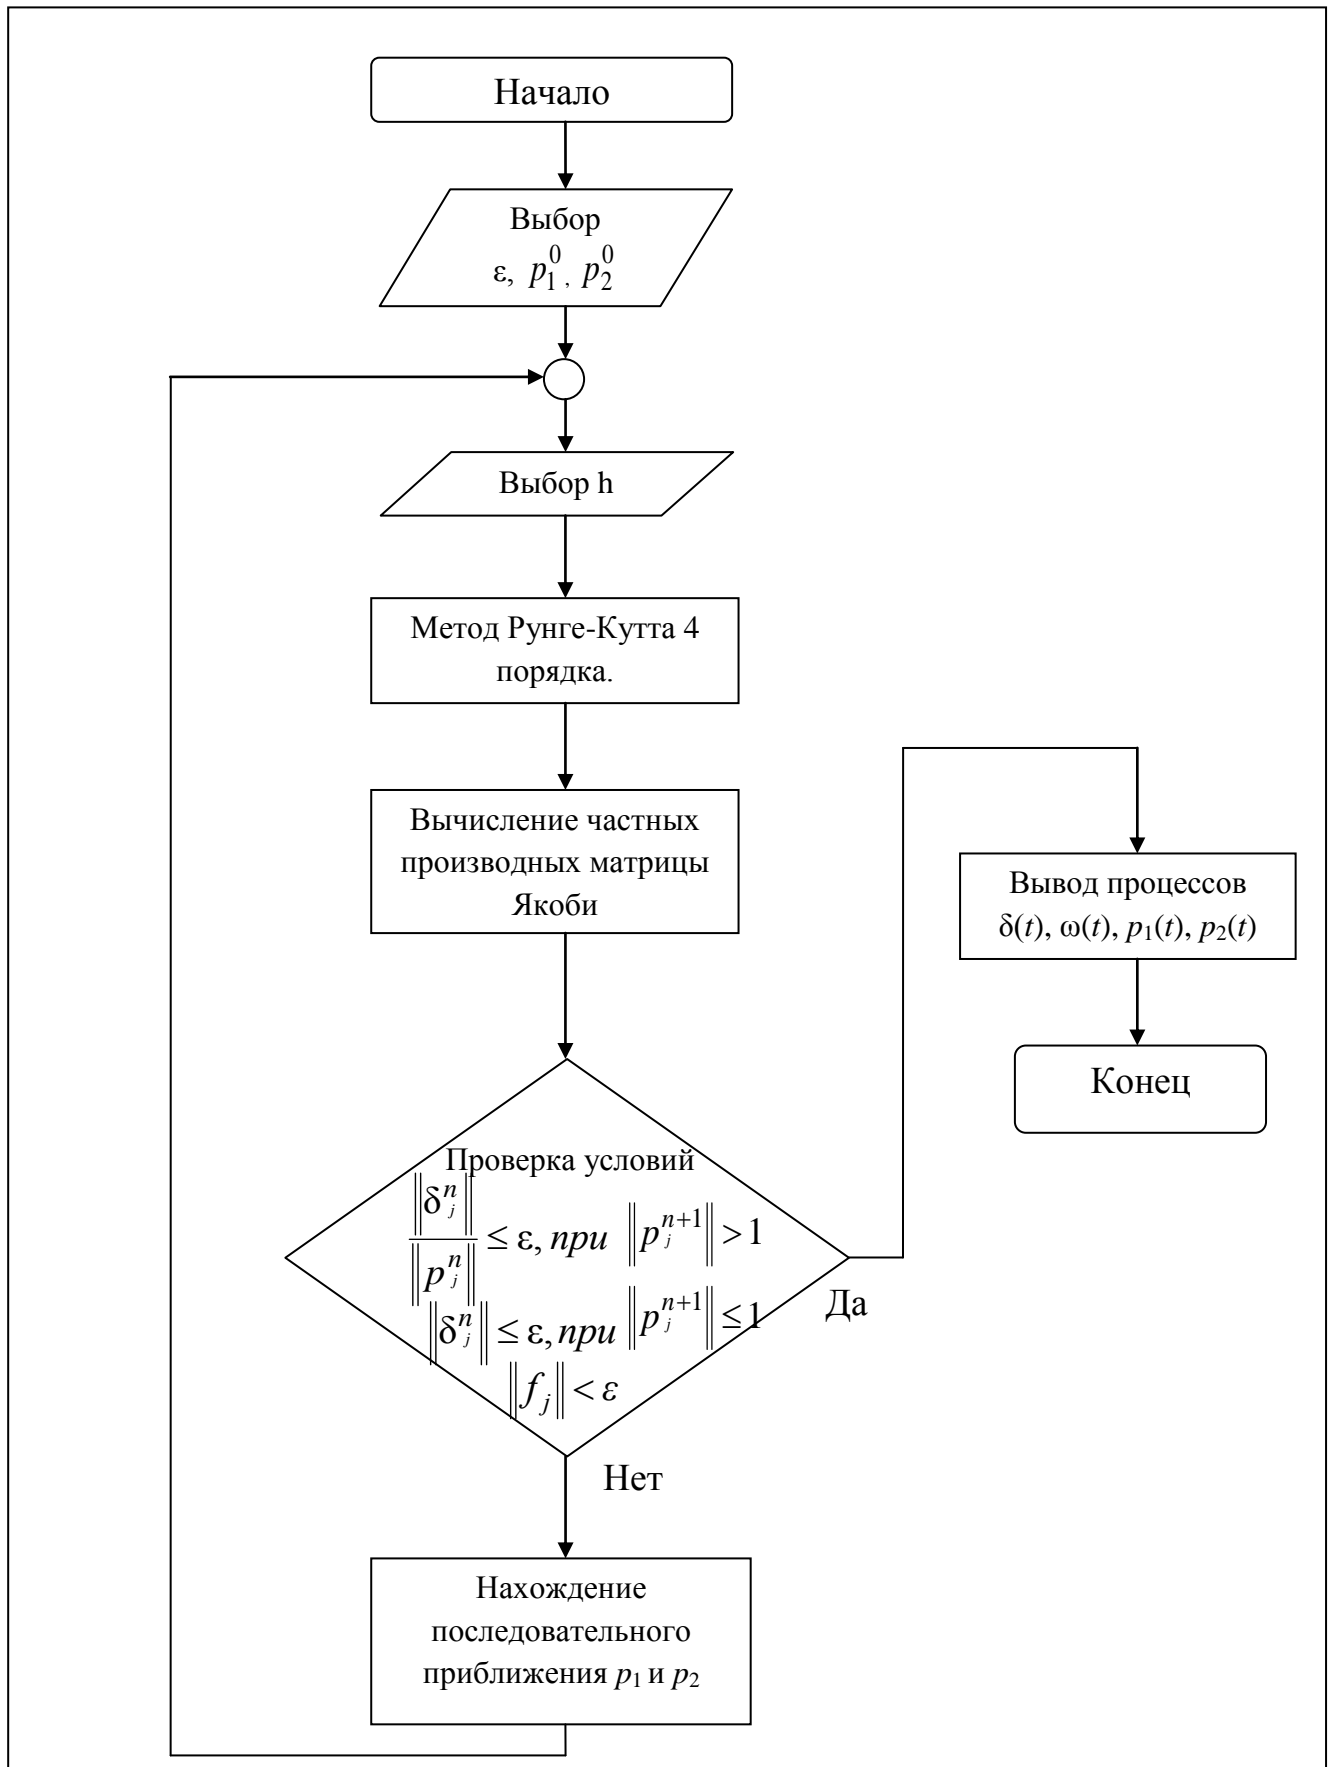 Начало
Выбор
ε, p₁⁰, p₂⁰
Выбор h
Метод Рунге-Кутта 4
порядка.
Вычисление частных
производных матрицы
Якоби
Вывод процессов
δ(t), ω(t), p₁(t), p₂(t)
Конец
Проверка условий
‖δⱼⁿ‖ / ‖pⱼⁿ‖ ≤ ε, при ‖pⱼⁿ⁺¹‖ > 1
‖δⱼⁿ‖ ≤ ε, при ‖pⱼⁿ⁺¹‖ ≤ 1
‖fⱼ‖ < ε
Да
Нет
Нахождение
последовательного
приближения p₁ и p₂